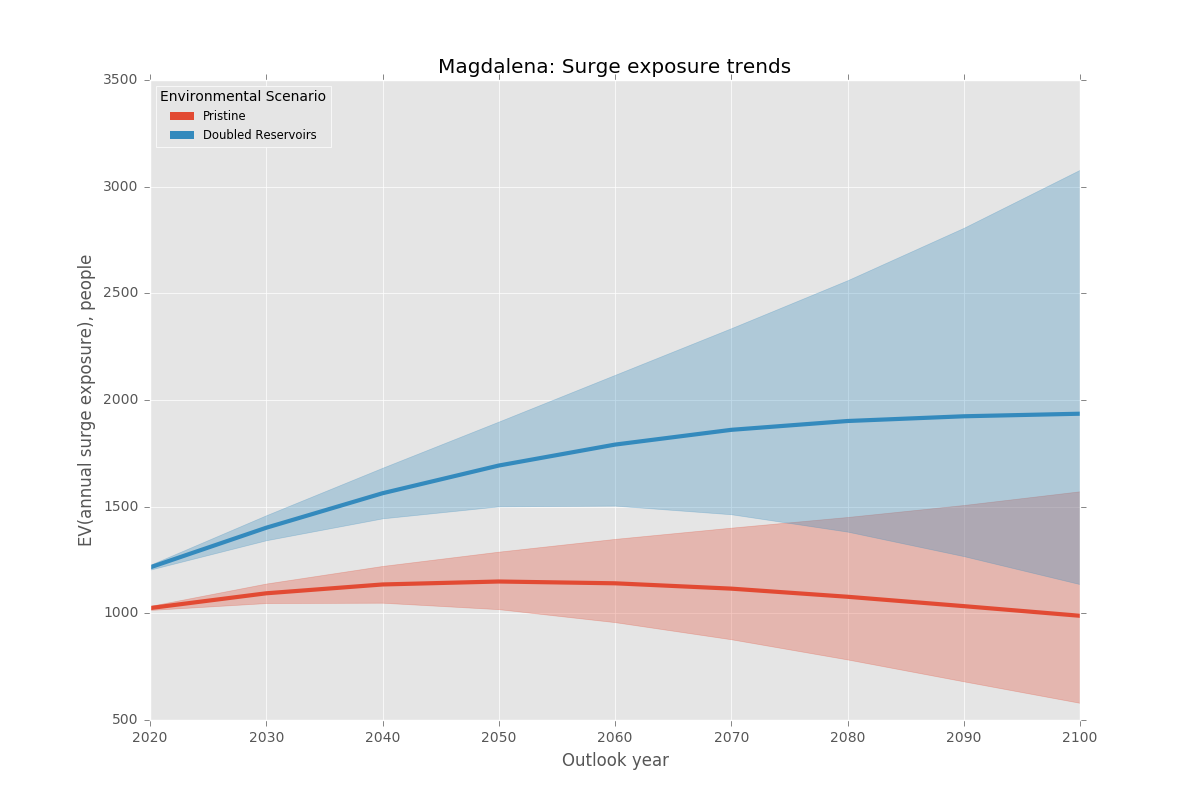 Magdalena: Surge exposure trends
3500
Environmental Scenario
Pristine
Doubled Reservoirs
3000
2500
2000
1500
1000
500
EV(annual surge exposure), people
2020 2030 2040 2050 2060 2070 2080 2090 2100
Outlook year